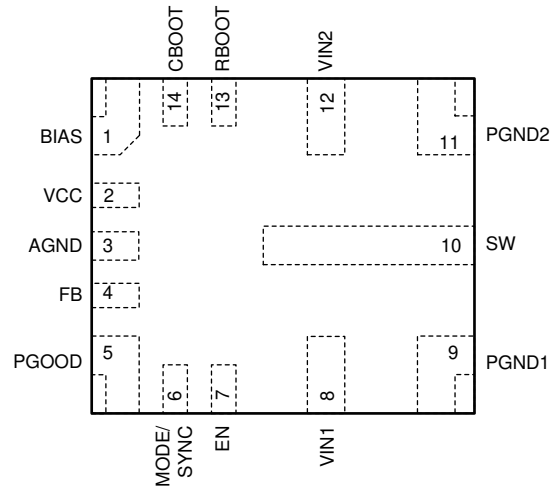 CBOOT
RBOOT
VIN2
14
13
12
BIAS
1
11
PGND2
VCC
2
AGND
3
10
SW
FB
4
PGOOD
5
9
PGND1
6
7
8
MODE/
SYNC
EN
VIN1